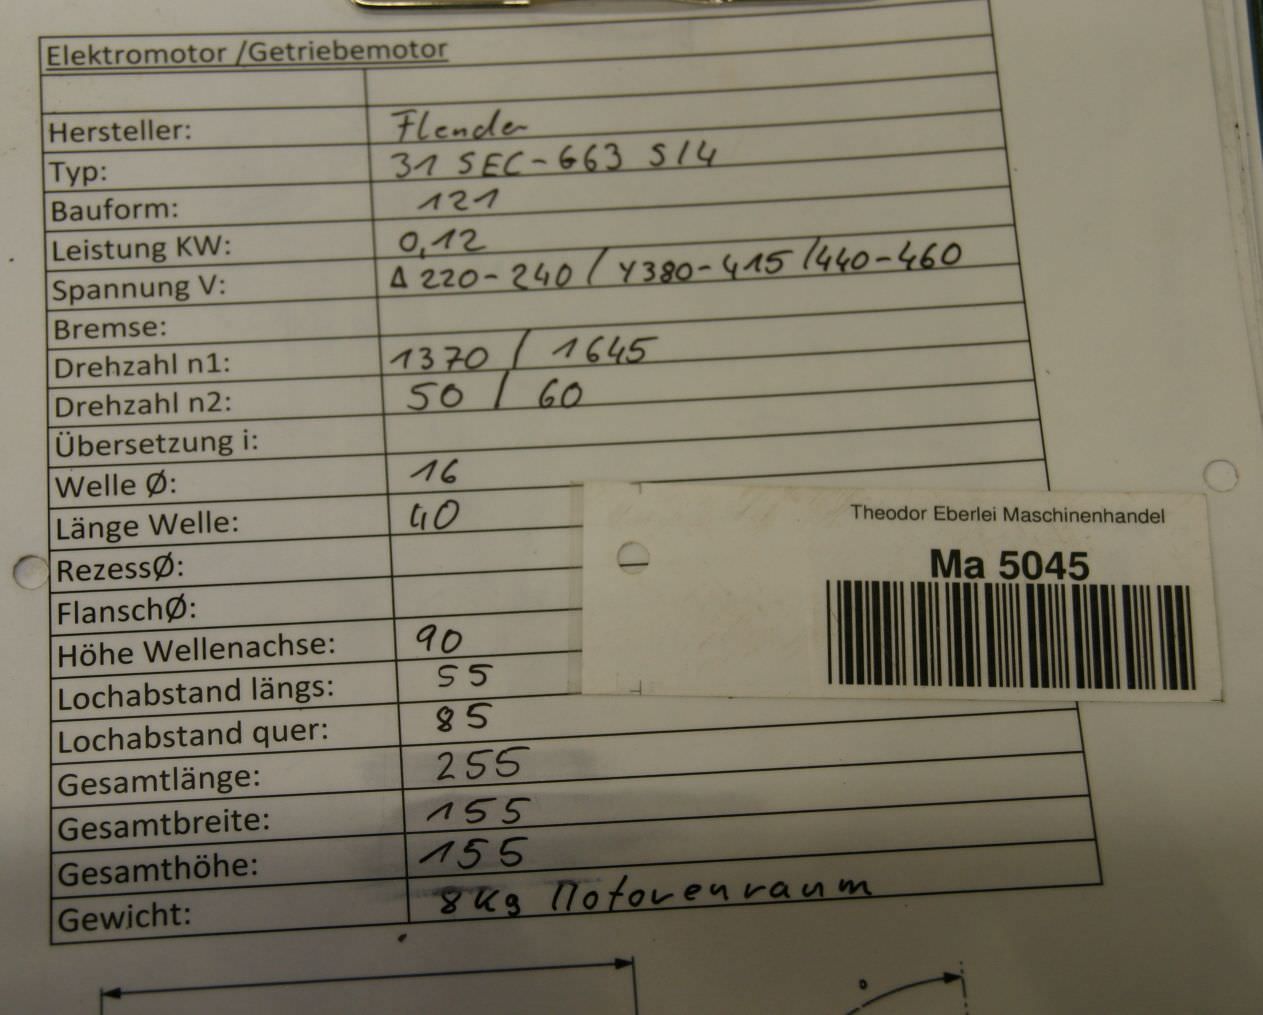 Elektromotor /Getriebemotor
Hersteller: Flender
Typ: 31 SEC-663 S/4
Bauform: 121
Leistung KW: 0,12
Spannung V: Δ 220-240 / Y380-415 /440-460
Bremse:
Drehzahl n1: 1370 / 1645
Drehzahl n2: 50 / 60
Übersetzung i:
Welle Ø: 16
Länge Welle: 40
RezessØ:
FlanschØ:
Höhe Wellenachse: 90
Lochabstand längs: 55
Lochabstand quer: 85
Gesamtlänge: 255
Gesamtbreite: 155
Gesamthöhe: 155
Gewicht: 8Kg Motorenraum
Theodor Eberlei Maschinenhandel
Ma 5045